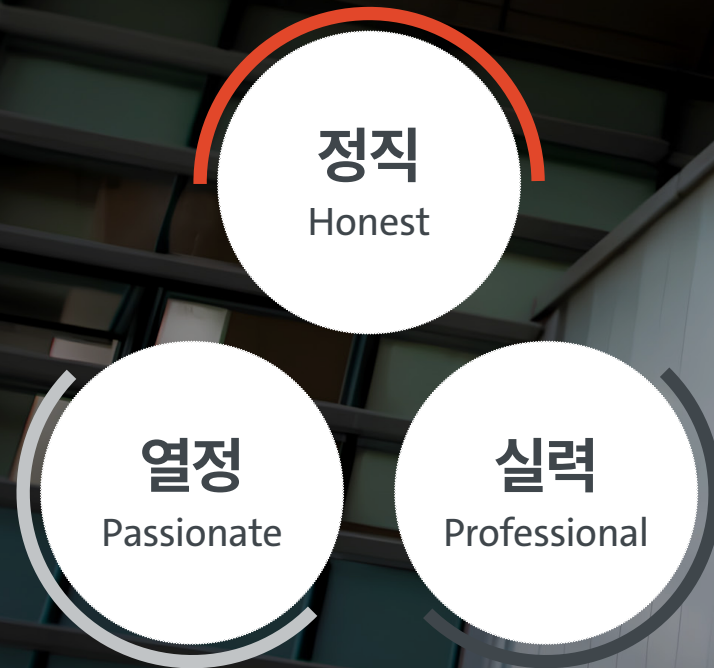 정직
Honest
열정
Passionate
실력
Professional